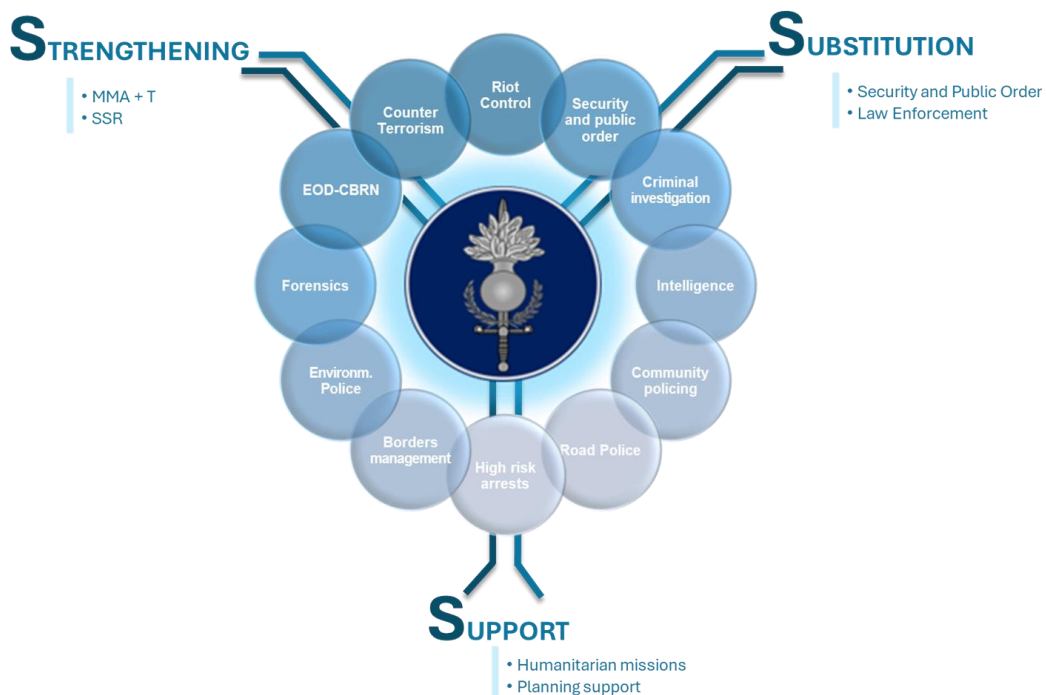 STRENGTHENING
• MMA + T
• SSR
SUBSTITUTION
• Security and Public Order
• Law Enforcement
Riot
Control
Security
and public
order
Criminal
investigation
Intelligence
Community
policing
Road Police
High risk
arrests
Borders
management
Environm.
Police
Forensics
EOD-CBRN
Counter
Terrorism
SUPPORT
• Humanitarian missions
• Planning support